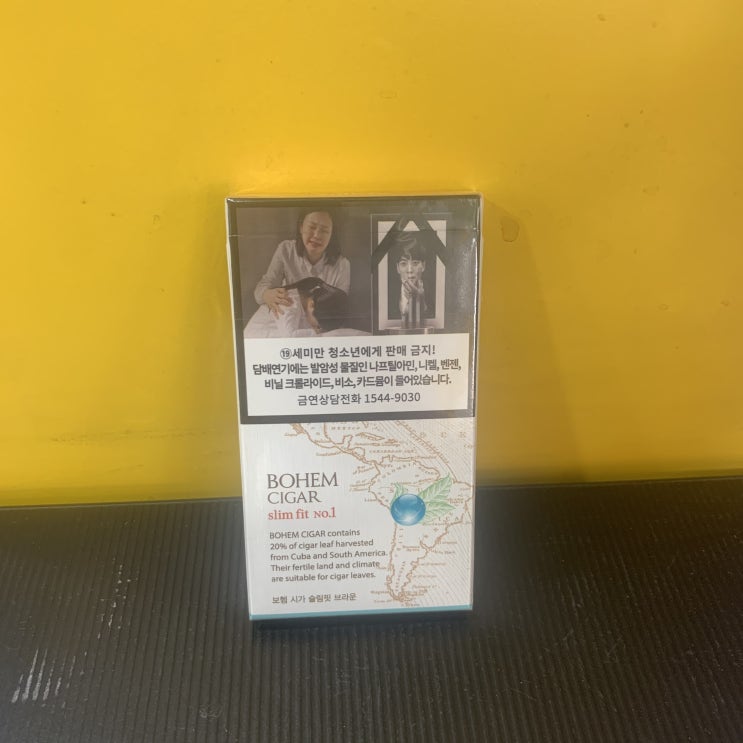 ⑲세미만 청소년에게 판매 금지!
담배연기에는 발암성 물질인 나프틸아민, 니켈, 벤젠,
비닐 크롤라이드, 비소, 카드뮴이 들어있습니다.
금연상담전화 1544-9030
BOHEM
CIGAR
slim fit No.1
BOHEM CIGAR contains
20% of cigar leaf harvested
from Cuba and South America.
Their fertile land and climate
are suitable for cigar leaves.
보헴 시가 슬림핏 브라운